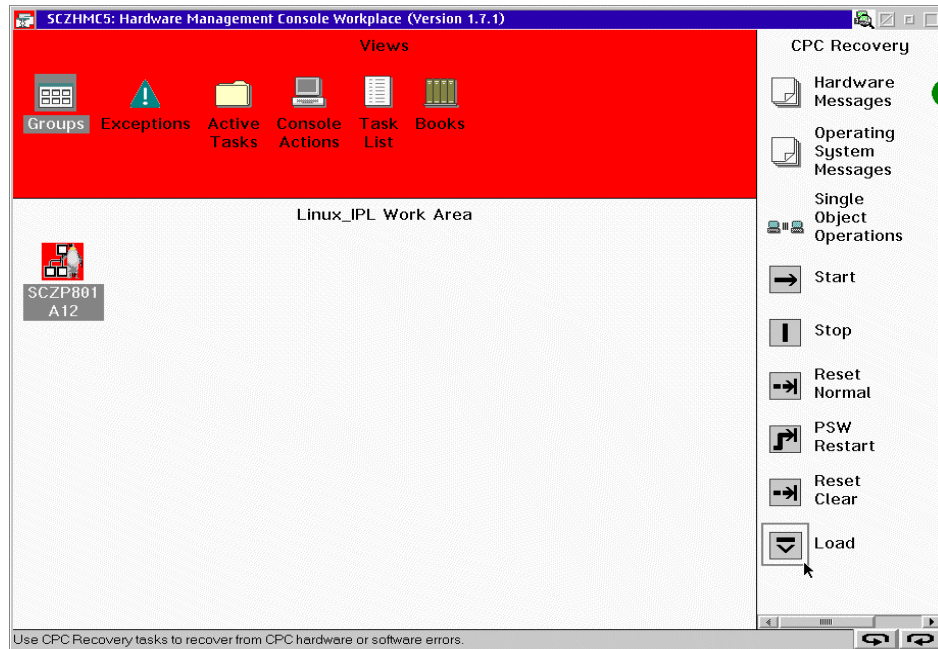 SCZHMC5: Hardware Management Console Workplace (Version 1.7.1)
Views
Groups
Exceptions
Active
Tasks
Console
Actions
Task
List
Books
Linux_IPL Work Area
SCZP801
A12
CPC Recovery
Hardware
Messages
Operating
System
Messages
Single
Object
Operations
Start
Stop
Reset
Normal
PSW
Restart
Reset
Clear
Load
Use CPC Recovery tasks to recover from CPC hardware or software errors.